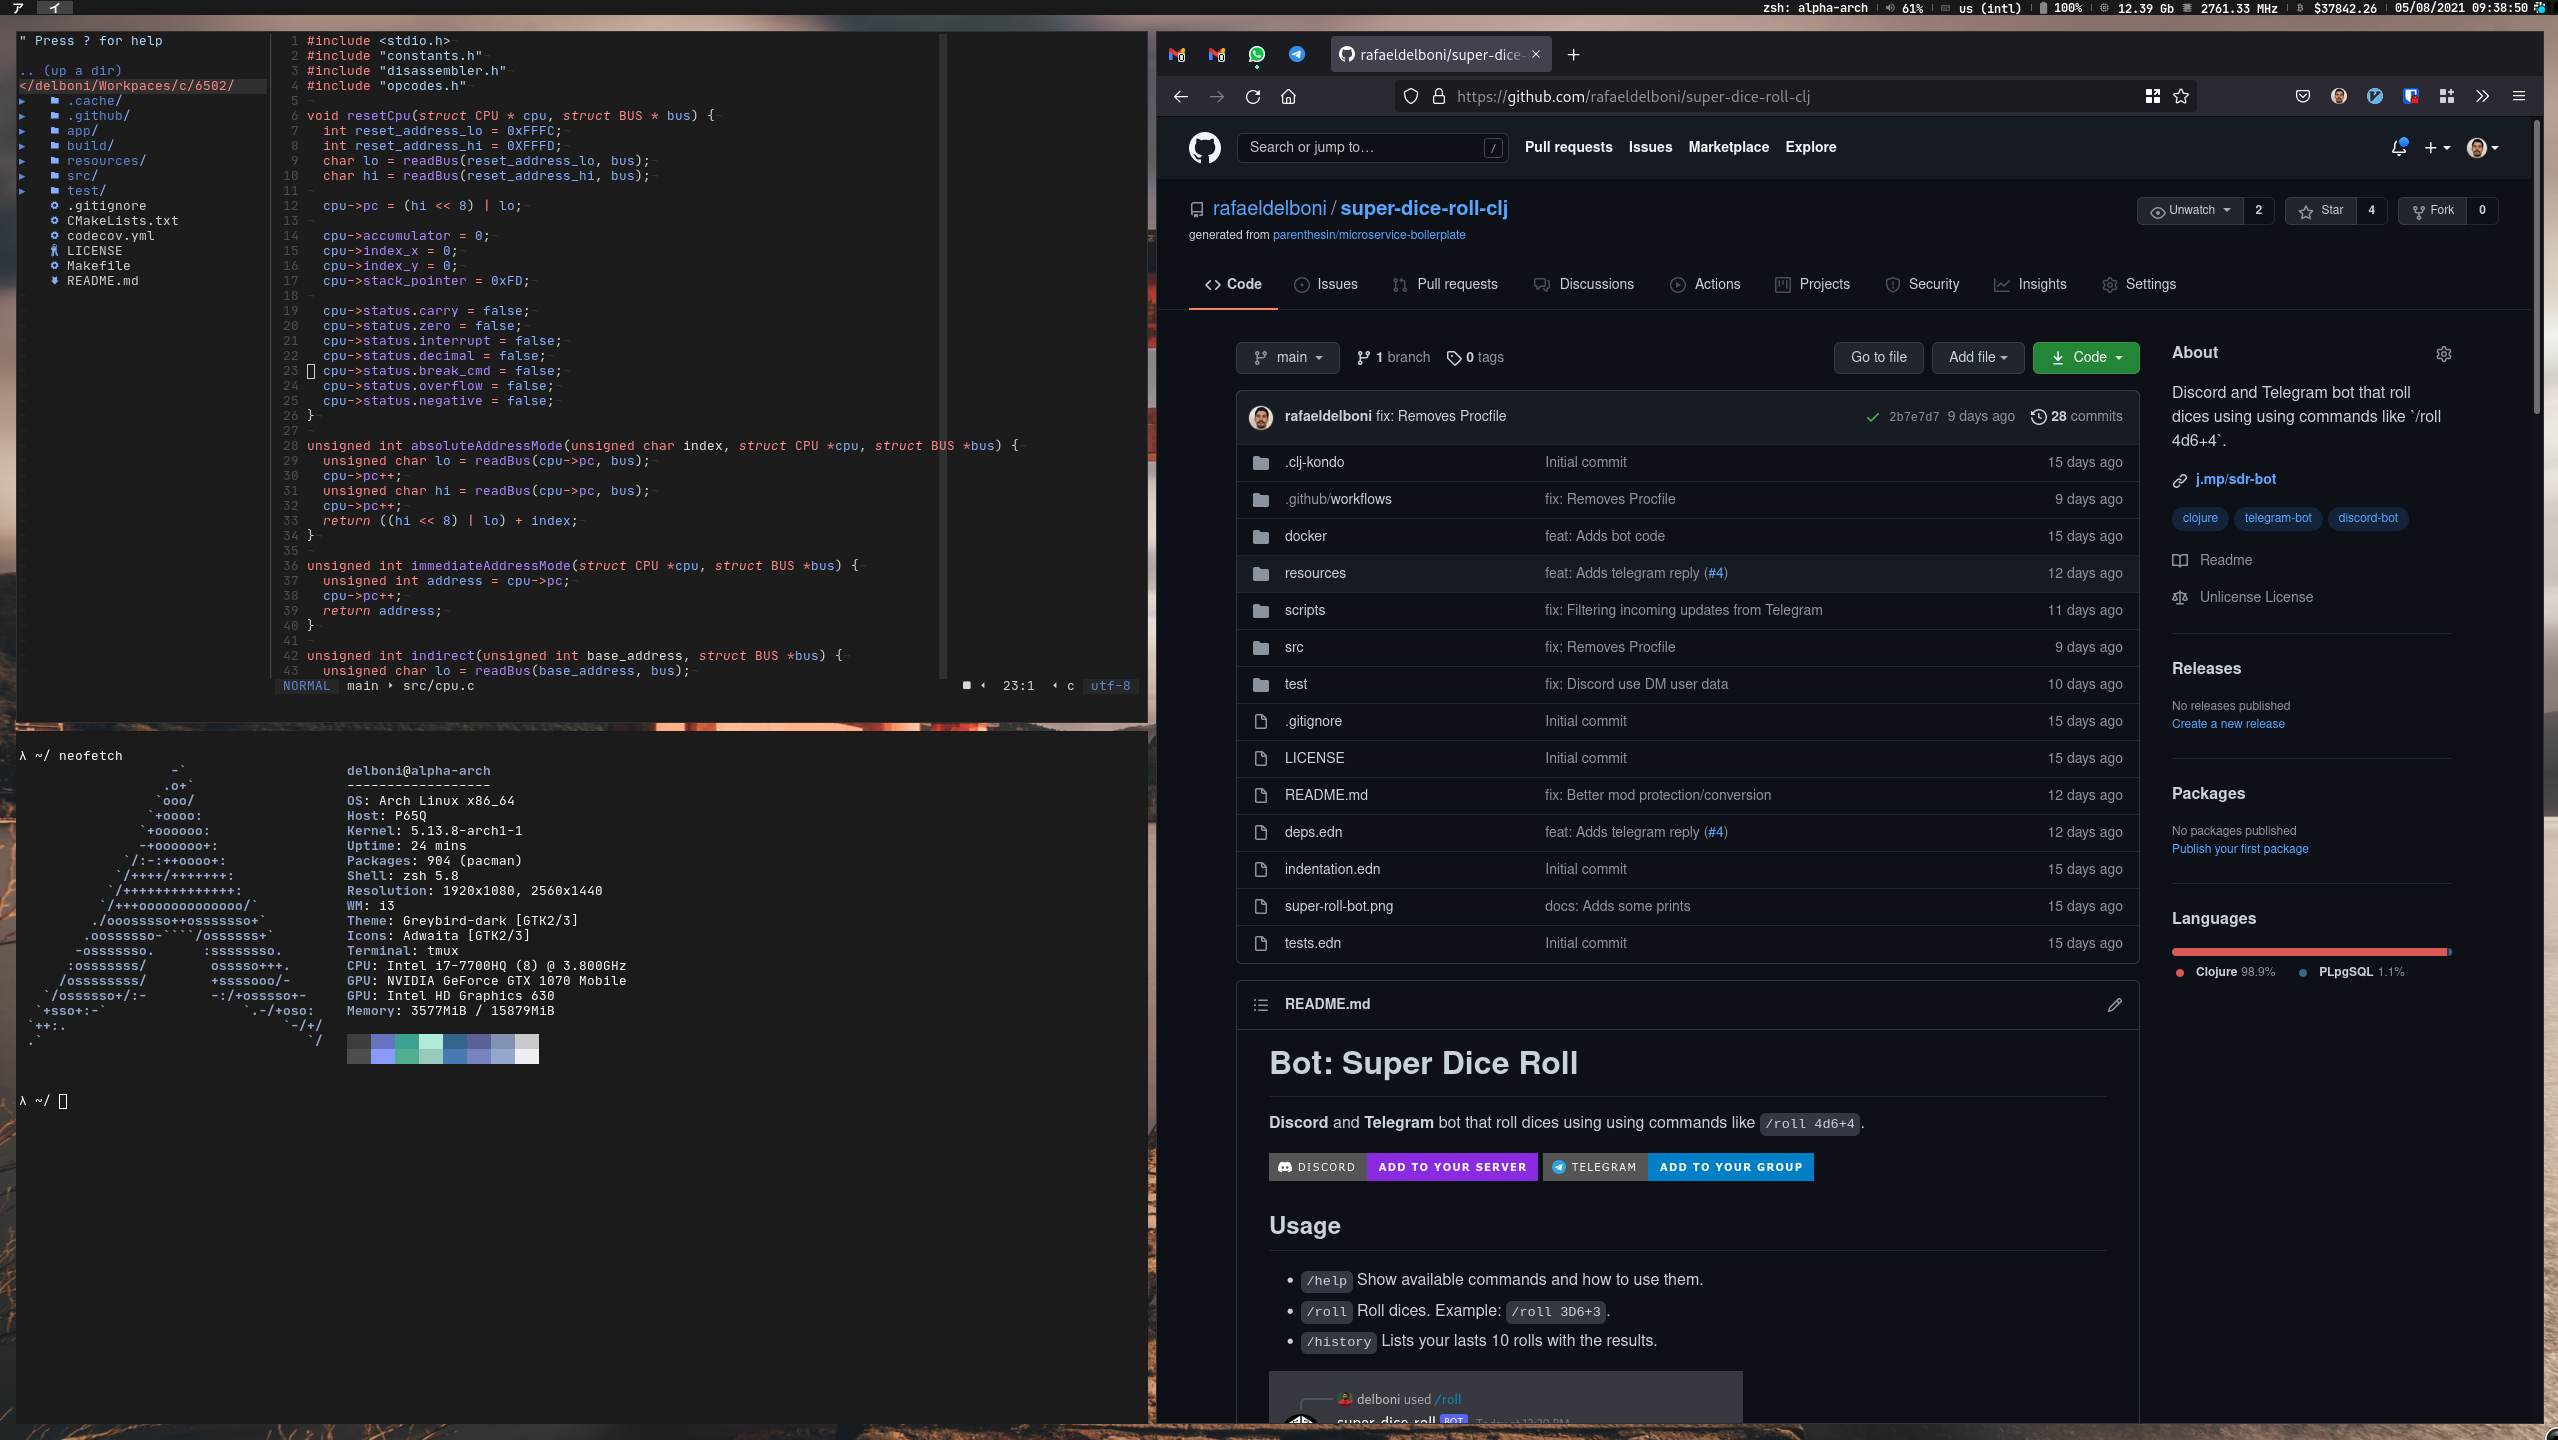 ア イ
zsh: alpha-arch 61% us (intl) 100% 12.39 Gb 2761.33 MHz $37842.26 05/08/2021 09:38:50
" Press ? for help
.. (up a dir)
</delboni/Workpaces/c/6502/
.cache/
.github/
app/
build/
resources/
src/
test/
.gitignore
CMakeLists.txt
codecov.yml
LICENSE
Makefile
README.md
1 #include <stdio.h>
2 #include "constants.h"
3 #include "disassembler.h"
4 #include "opcodes.h"
5
6 void resetCpu(struct CPU * cpu, struct BUS * bus) {
7 int reset_address_lo = 0xFFFC;
8 int reset_address_hi = 0XFFFD;
9 char lo = readBus(reset_address_lo, bus);
10 char hi = readBus(reset_address_hi, bus);
11
12 cpu->pc = (hi << 8) | lo;
13
14 cpu->accumulator = 0;
15 cpu->index_x = 0;
16 cpu->index_y = 0;
17 cpu->stack_pointer = 0xFD;
18
19 cpu->status.carry = false;
20 cpu->status.zero = false;
21 cpu->status.interrupt = false;
22 cpu->status.decimal = false;
23 cpu->status.break_cmd = false;
24 cpu->status.overflow = false;
25 cpu->status.negative = false;
26 }
27
28 unsigned int absoluteAddressMode(unsigned char index, struct CPU *cpu, struct BUS *bus) {
29 unsigned char lo = readBus(cpu->pc, bus);
30 cpu->pc++;
31 unsigned char hi = readBus(cpu->pc, bus);
32 cpu->pc++;
33 return ((hi << 8) | lo) + index;
34 }
35
36 unsigned int immediateAddressMode(struct CPU *cpu, struct BUS *bus) {
37 unsigned int address = cpu->pc;
38 cpu->pc++;
39 return address;
40 }
41
42 unsigned int indirect(unsigned int base_address, struct BUS *bus) {
43 unsigned char lo = readBus(base_address, bus);
NORMAL main src/cpu.c 23:1 c utf-8
λ ~/ neofetch
-`
.o+`
`ooo/
`+oooo:
`+oooooo:
-+oooooo+:
`/:-:++oooo+:
`/++++/+++++++:
`/++++++++++++++:
`/+++ooooooooooooo/`
./ooosssso++osssssso+`
.oossssso-````/ossssss+`
-osssssso. :ssssssso.
:osssssss/ osssso+++.
/ossssssss/ +ssssooo/-
`/ossssso+/:- -:/+osssso+-
`+sso+:-` `.-/+oso:
`++:. `-/+/
.` `/
delboni@alpha-arch
------------------
OS: Arch Linux x86_64
Host: P65Q
Kernel: 5.13.8-arch1-1
Uptime: 24 mins
Packages: 904 (pacman)
Shell: zsh 5.8
Resolution: 1920x1080, 2560x1440
WM: i3
Theme: Greybird-dark [GTK2/3]
Icons: Adwaita [GTK2/3]
Terminal: tmux
CPU: Intel i7-7700HQ (8) @ 3.800GHz
GPU: NVIDIA GeForce GTX 1070 Mobile
GPU: Intel HD Graphics 630
Memory: 3577MiB / 15879MiB
λ ~/
rafaeldelboni/super-dice-
https://github.com/rafaeldelboni/super-dice-roll-clj
Search or jump to… / Pull requests Issues Marketplace Explore
rafaeldelboni / super-dice-roll-clj
generated from parenthesin/microservice-boilerplate
Unwatch 2 Star 4 Fork 0
Code Issues Pull requests Discussions Actions Projects Security Insights Settings
main 1 branch 0 tags Go to file Add file Code
rafaeldelboni fix: Removes Procfile 2b7e7d7 9 days ago 28 commits
.clj-kondo Initial commit 15 days ago
.github/workflows fix: Removes Procfile 9 days ago
docker feat: Adds bot code 15 days ago
resources feat: Adds telegram reply (#4) 12 days ago
scripts fix: Filtering incoming updates from Telegram 11 days ago
src fix: Removes Procfile 9 days ago
test fix: Discord use DM user data 10 days ago
.gitignore Initial commit 15 days ago
LICENSE Initial commit 15 days ago
README.md fix: Better mod protection/conversion 12 days ago
deps.edn feat: Adds telegram reply (#4) 12 days ago
indentation.edn Initial commit 15 days ago
super-roll-bot.png docs: Adds some prints 15 days ago
tests.edn Initial commit 15 days ago
README.md
Bot: Super Dice Roll
Discord and Telegram bot that roll dices using using commands like /roll 4d6+4.
DISCORD ADD TO YOUR SERVER TELEGRAM ADD TO YOUR GROUP
Usage
• /help Show available commands and how to use them.
• /roll Roll dices. Example: /roll 3D6+3.
• /history Lists your lasts 10 rolls with the results.
delboni used /roll
super-dice-roll BOT Today at 12:20 PM
About
Discord and Telegram bot that roll
dices using using commands like `/roll
4d6+4`.
j.mp/sdr-bot
clojure telegram-bot discord-bot
Readme
Unlicense License
Releases
No releases published
Create a new release
Packages
No packages published
Publish your first package
Languages
Clojure 98.9% PLpgSQL 1.1%